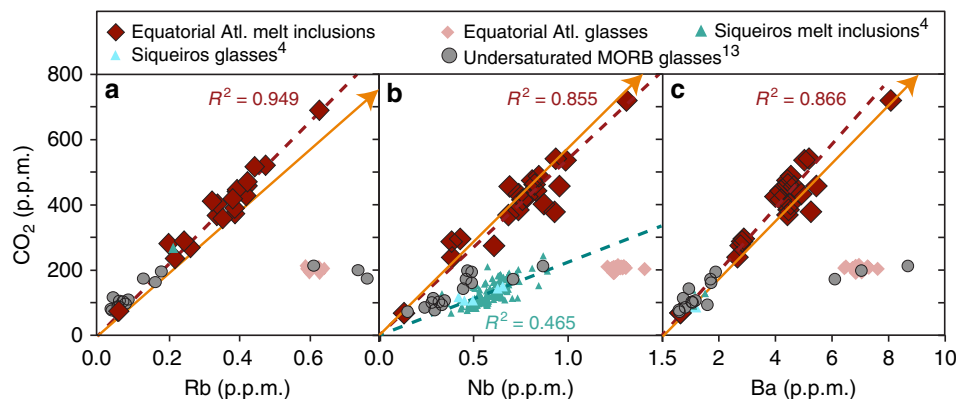 Equatorial Atl. melt inclusions Equatorial Atl. glasses Siqueiros melt inclusions⁴
Siqueiros glasses⁴ Undersaturated MORB glasses¹³
800
600
400
200
0
CO₂ (p.p.m.)
a
R² = 0.949
0.0 0.2 0.4 0.6
Rb (p.p.m.)
b
R² = 0.855
R² = 0.465
0.0 0.5 1.0 1.5
Nb (p.p.m.)
c
R² = 0.866
2 4 6 8 10
Ba (p.p.m.)